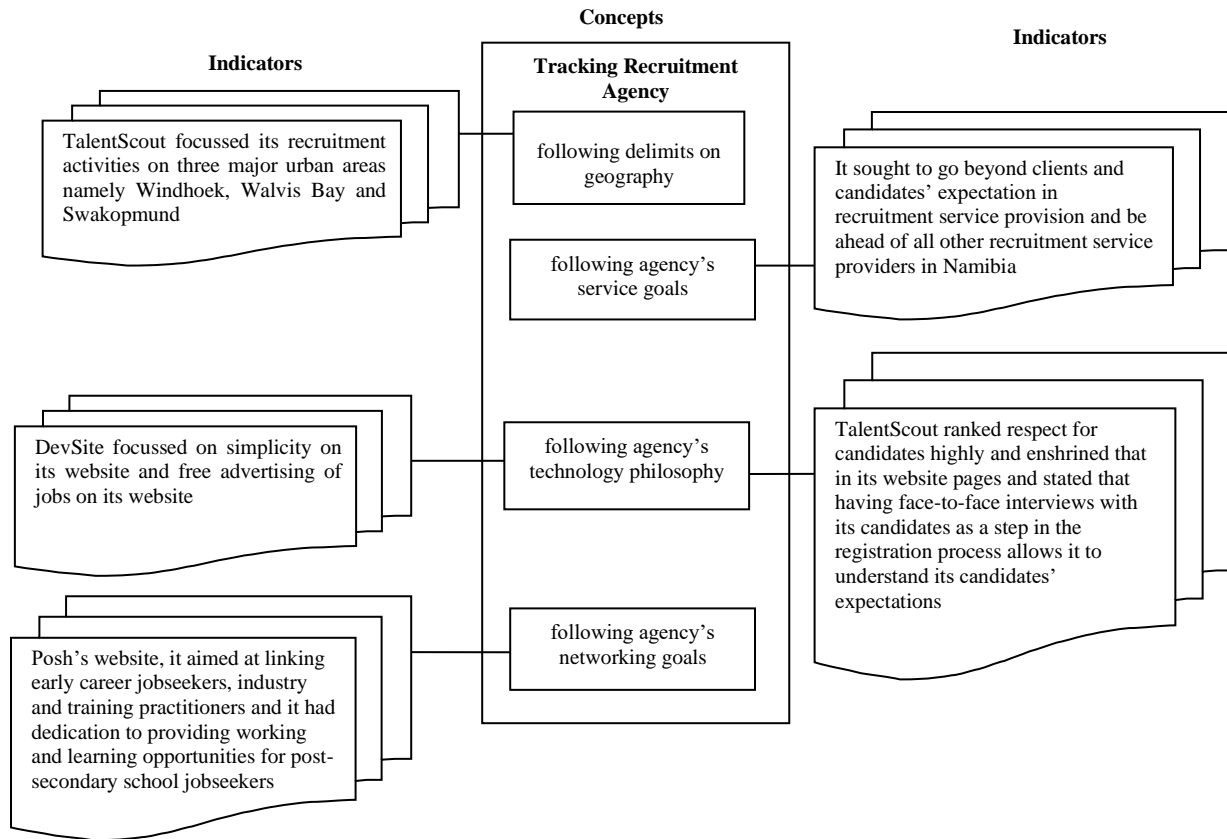 Concepts
Indicators
Indicators
Tracking Recruitment
Agency
TalentScout focussed its recruitment
activities on three major urban areas
namely Windhoek, Walvis Bay and
Swakopmund
following delimits on
geography
It sought to go beyond clients and
candidates’ expectation in
recruitment service provision and be
ahead of all other recruitment service
providers in Namibia
following agency’s
service goals
DevSite focussed on simplicity on
its website and free advertising of
jobs on its website
following agency’s
technology philosophy
TalentScout ranked respect for
candidates highly and enshrined that
in its website pages and stated that
having face-to-face interviews with
its candidates as a step in the
registration process allows it to
understand its candidates’
expectations
Posh’s website, it aimed at linking
early career jobseekers, industry
and training practitioners and it had
dedication to providing working
and learning opportunities for post-
secondary school jobseekers
following agency’s
networking goals